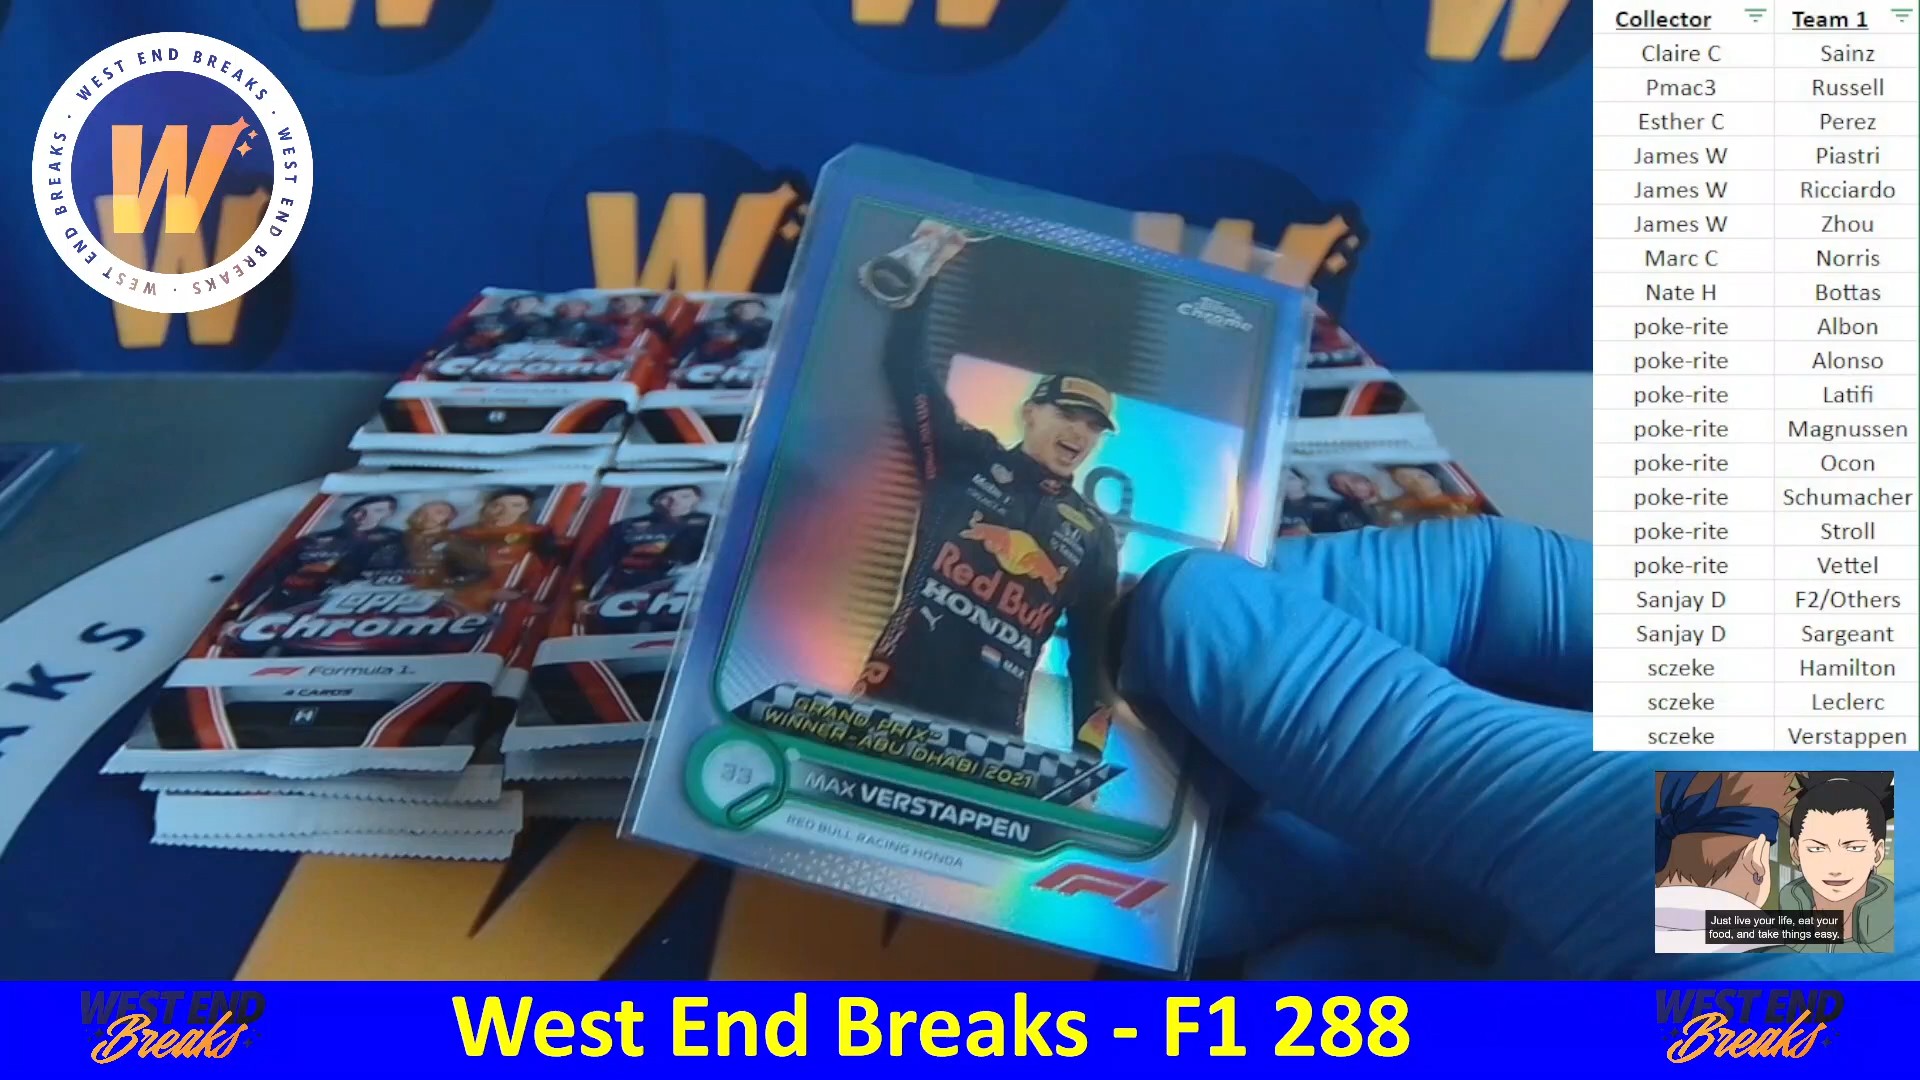 WEST END BREAKS · WEST END BREAKS · WEST END BREAKS ·
W
Collector Team 1
Claire C Sainz
Pmac3 Russell
Esther C Perez
James W Piastri
James W Ricciardo
James W Zhou
Marc C Norris
Nate H Bottas
poke-rite Albon
poke-rite Alonso
poke-rite Latifi
poke-rite Magnussen
poke-rite Ocon
poke-rite Schumacher
poke-rite Stroll
poke-rite Vettel
Sanjay D F2/Others
Sanjay D Sargeant
sczeke Hamilton
sczeke Leclerc
sczeke Verstappen
Topps
Chrome
Red Bull
HONDA
MAX
GRAND PRIX
WINNER - ABU DHABI 2021
33
MAX VERSTAPPEN
RED BULL RACING HONDA
F1
Topps
Chrome
Topps
Chrome
Formula 1
4 CARDS
AKS
Just live your life, eat your
food, and take things easy.
WEST END
Breaks
West End Breaks - F1 288
WEST END
Breaks